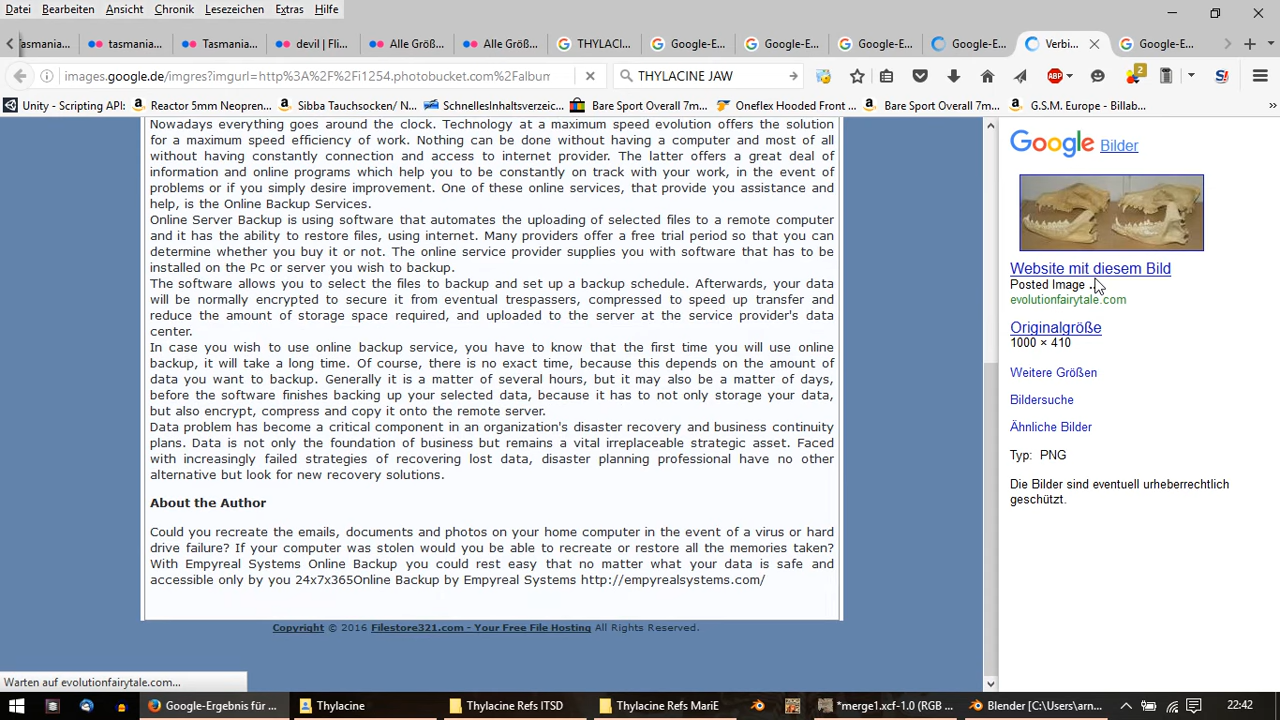 Datei Bearbeiten Ansicht Chronik Lesezeichen Extras Hilfe
asmania... tasmania... Tasmania... devil | Fli... Alle Größ... Alle Größ... THYLACI... Google-E... Google-E... Google-E... Google-E... Verbi... Google-E...
images.google.de/imgres?imgurl=http%3A%2F%2Fi1254.photobucket.com%2Falbum THYLACINE JAW ABP 2
Unity - Scripting API: Reactor 5mm Neopren... Sibba Tauchsocken/ N... SchnellesInhaltsverzeic... Bare Sport Overall 7m... Oneflex Hooded Front ... Bare Sport Overall 7m... G.S.M. Europe - Billab... »
Nowadays everything goes around the clock. Technology at a maximum speed evolution offers the solution
for a maximum speed efficiency of work. Nothing can be done without having a computer and most of all
without having constantly connection and access to internet provider. The latter offers a great deal of
information and online programs which help you to be constantly on track with your work, in the event of
problems or if you simply desire improvement. One of these online services, that provide you assistance and
help, is the Online Backup Services.
Online Server Backup is using software that automates the uploading of selected files to a remote computer
and it has the ability to restore files, using internet. Many providers offer a free trial period so that you can
determine whether you buy it or not. The online service provider supplies you with software that has to be
installed on the Pc or server you wish to backup.
The software allows you to select the files to backup and set up a backup schedule. Afterwards, your data
will be normally encrypted to secure it from eventual trespassers, compressed to speed up transfer and
reduce the amount of storage space required, and uploaded to the server at the service provider's data
center.
In case you wish to use online backup service, you have to know that the first time you will use online
backup, it will take a long time. Of course, there is no exact time, because this depends on the amount of
data you want to backup. Generally it is a matter of several hours, but it may also be a matter of days,
before the software finishes backing up your selected data, because it has to not only storage your data,
but also encrypt, compress and copy it onto the remote server.
Data problem has become a critical component in an organization's disaster recovery and business continuity
plans. Data is not only the foundation of business but remains a vital irreplaceable strategic asset. Faced
with increasingly failed strategies of recovering lost data, disaster planning professional have no other
alternative but look for new recovery solutions.
About the Author
Could you recreate the emails, documents and photos on your home computer in the event of a virus or hard
drive failure? If your computer was stolen would you be able to recreate or restore all the memories taken?
With Empyreal Systems Online Backup you could rest easy that no matter what your data is safe and
accessible only by you 24x7x365Online Backup by Empyreal Systems http://empyrealsystems.com/
Copyright © 2016 Filestore321.com - Your Free File Hosting All Rights Reserved.
Google Bilder
Website mit diesem Bild
Posted Image ...
evolutionfairytale.com
Originalgröße
1000 × 410
Weitere Größen
Bildersuche
Ähnliche Bilder
Typ: PNG
Die Bilder sind eventuell urheberrechtlich
geschützt.
Warten auf evolutionfairytale.com...
Google-Ergebnis für ... Thylacine Thylacine Refs ITSD Thylacine Refs MariE *merge1.xcf-1.0 (RGB ... Blender [C:\Users\arn... 22:42